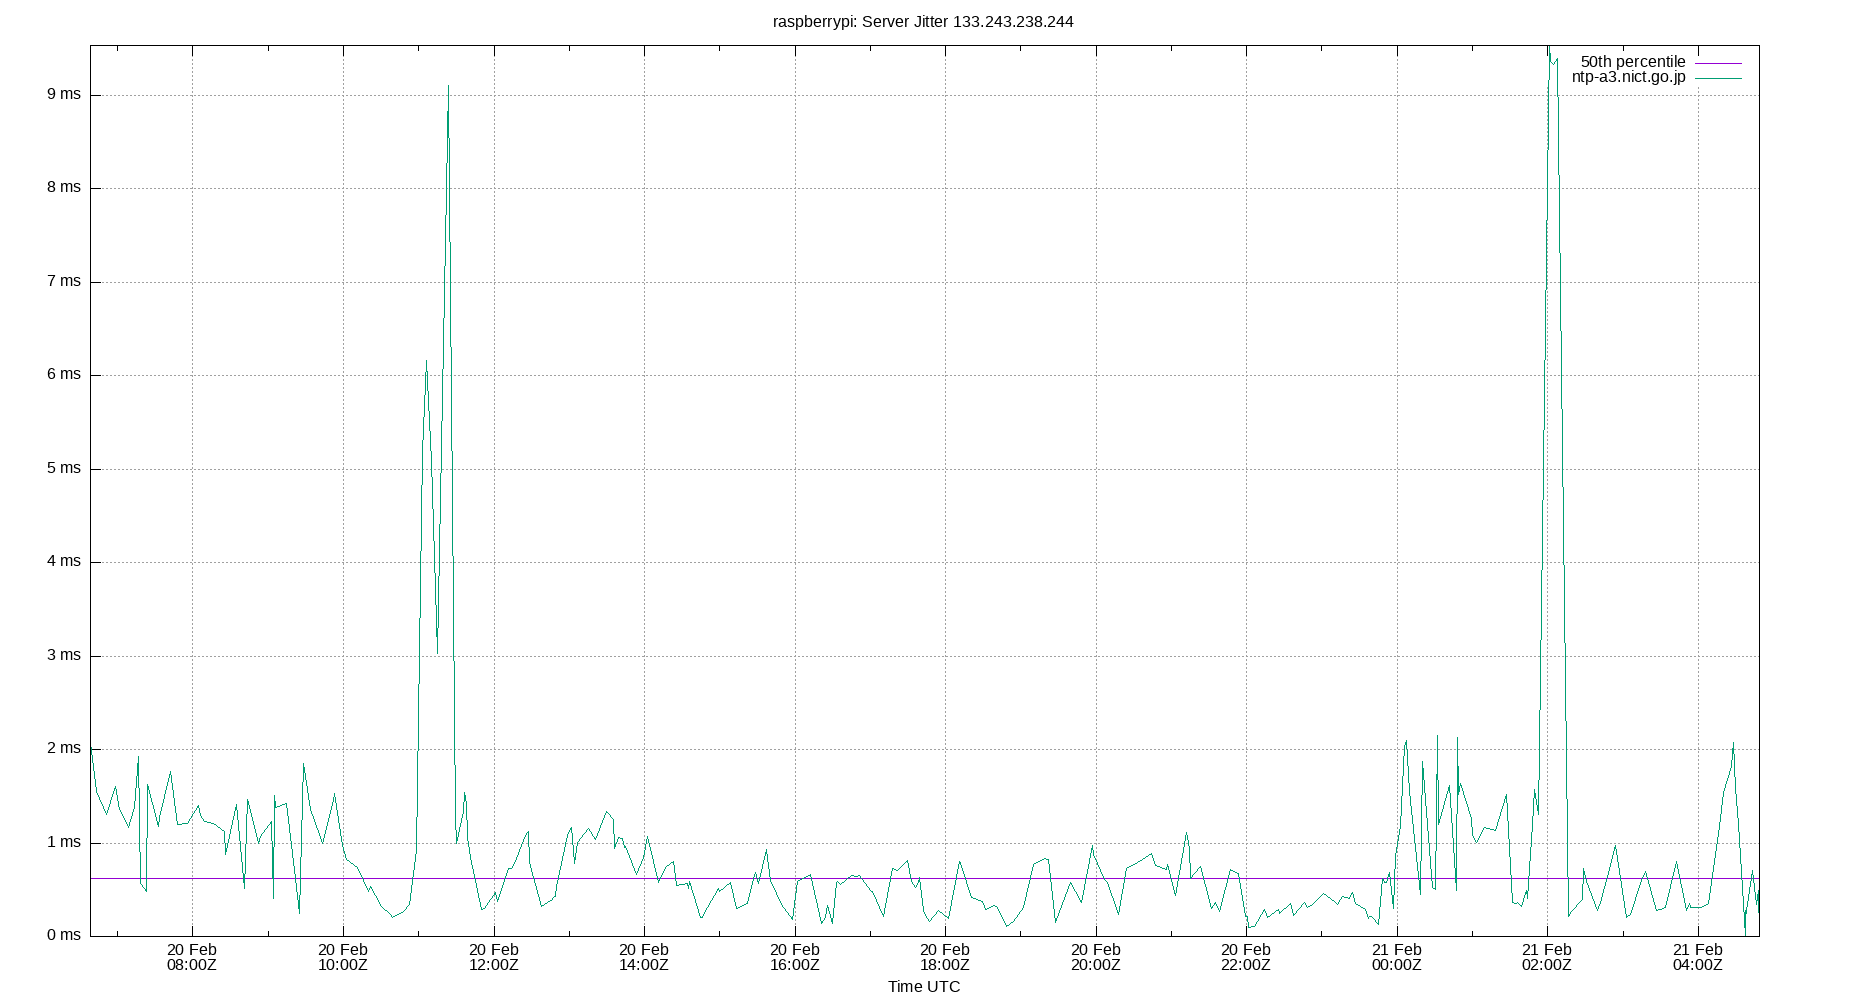 raspberrypi: Server Jitter 133.243.238.244
50th percentile
ntp-a3.nict.go.jp
9 ms
8 ms
7 ms
6 ms
5 ms
4 ms
3 ms
2 ms
1 ms
0 ms
20 Feb 20 Feb 20 Feb 20 Feb 20 Feb 20 Feb 20 Feb 20 Feb 21 Feb 21 Feb 21 Feb
08:00Z 10:00Z 12:00Z 14:00Z 16:00Z 18:00Z 20:00Z 22:00Z 00:00Z 02:00Z 04:00Z
Time UTC